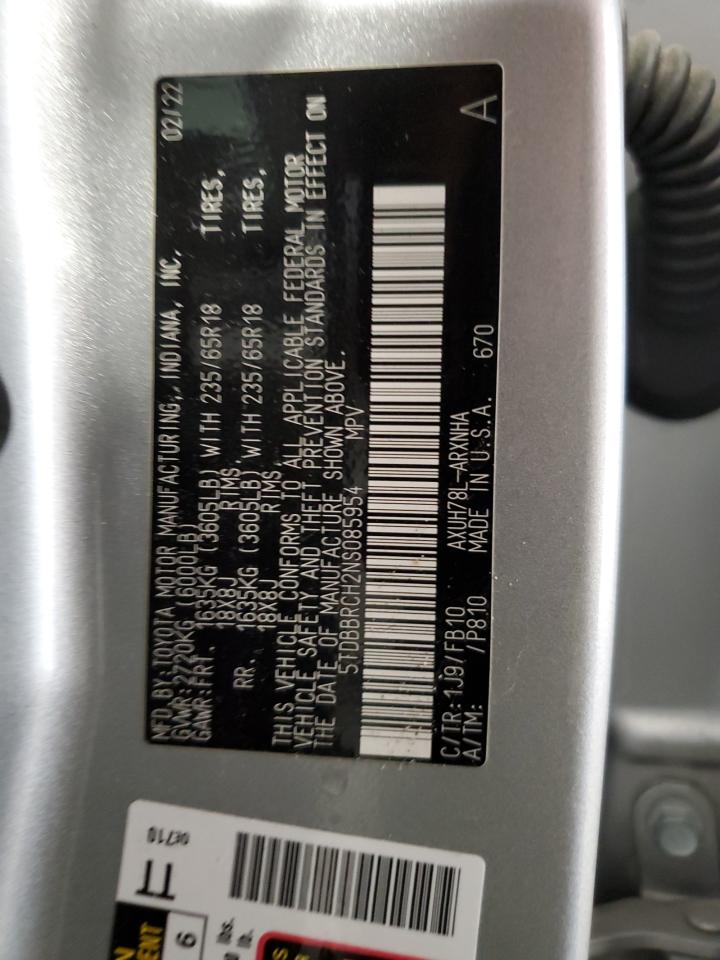 MFD.BY:TOYOTA MOTOR MANUFACTURING, INDIANA, INC. 02/22
GVWR:2720KG (6000LB)
GAWR:FRT. 1635KG (3605LB) WITH 235/65R18 TIRES,
18X8J RIMS,
RR. 1635KG (3605LB) WITH 235/65R18 TIRES,
18X8J RIMS,
THIS VEHICLE CONFORMS TO ALL APPLICABLE FEDERAL MOTOR
VEHICLE SAFETY AND THEFT PREVENTION STANDARDS IN EFFECT ON
THE DATE OF MANUFACTURE SHOWN ABOVE.
5TDBBRCH2NS085954 MPV
C/TR:1J9/FB10 AXUH78L-ARXNHA
A/TM: /P810 MADE IN U.S.A. 670 A
0E710
6
lbs.
lb.